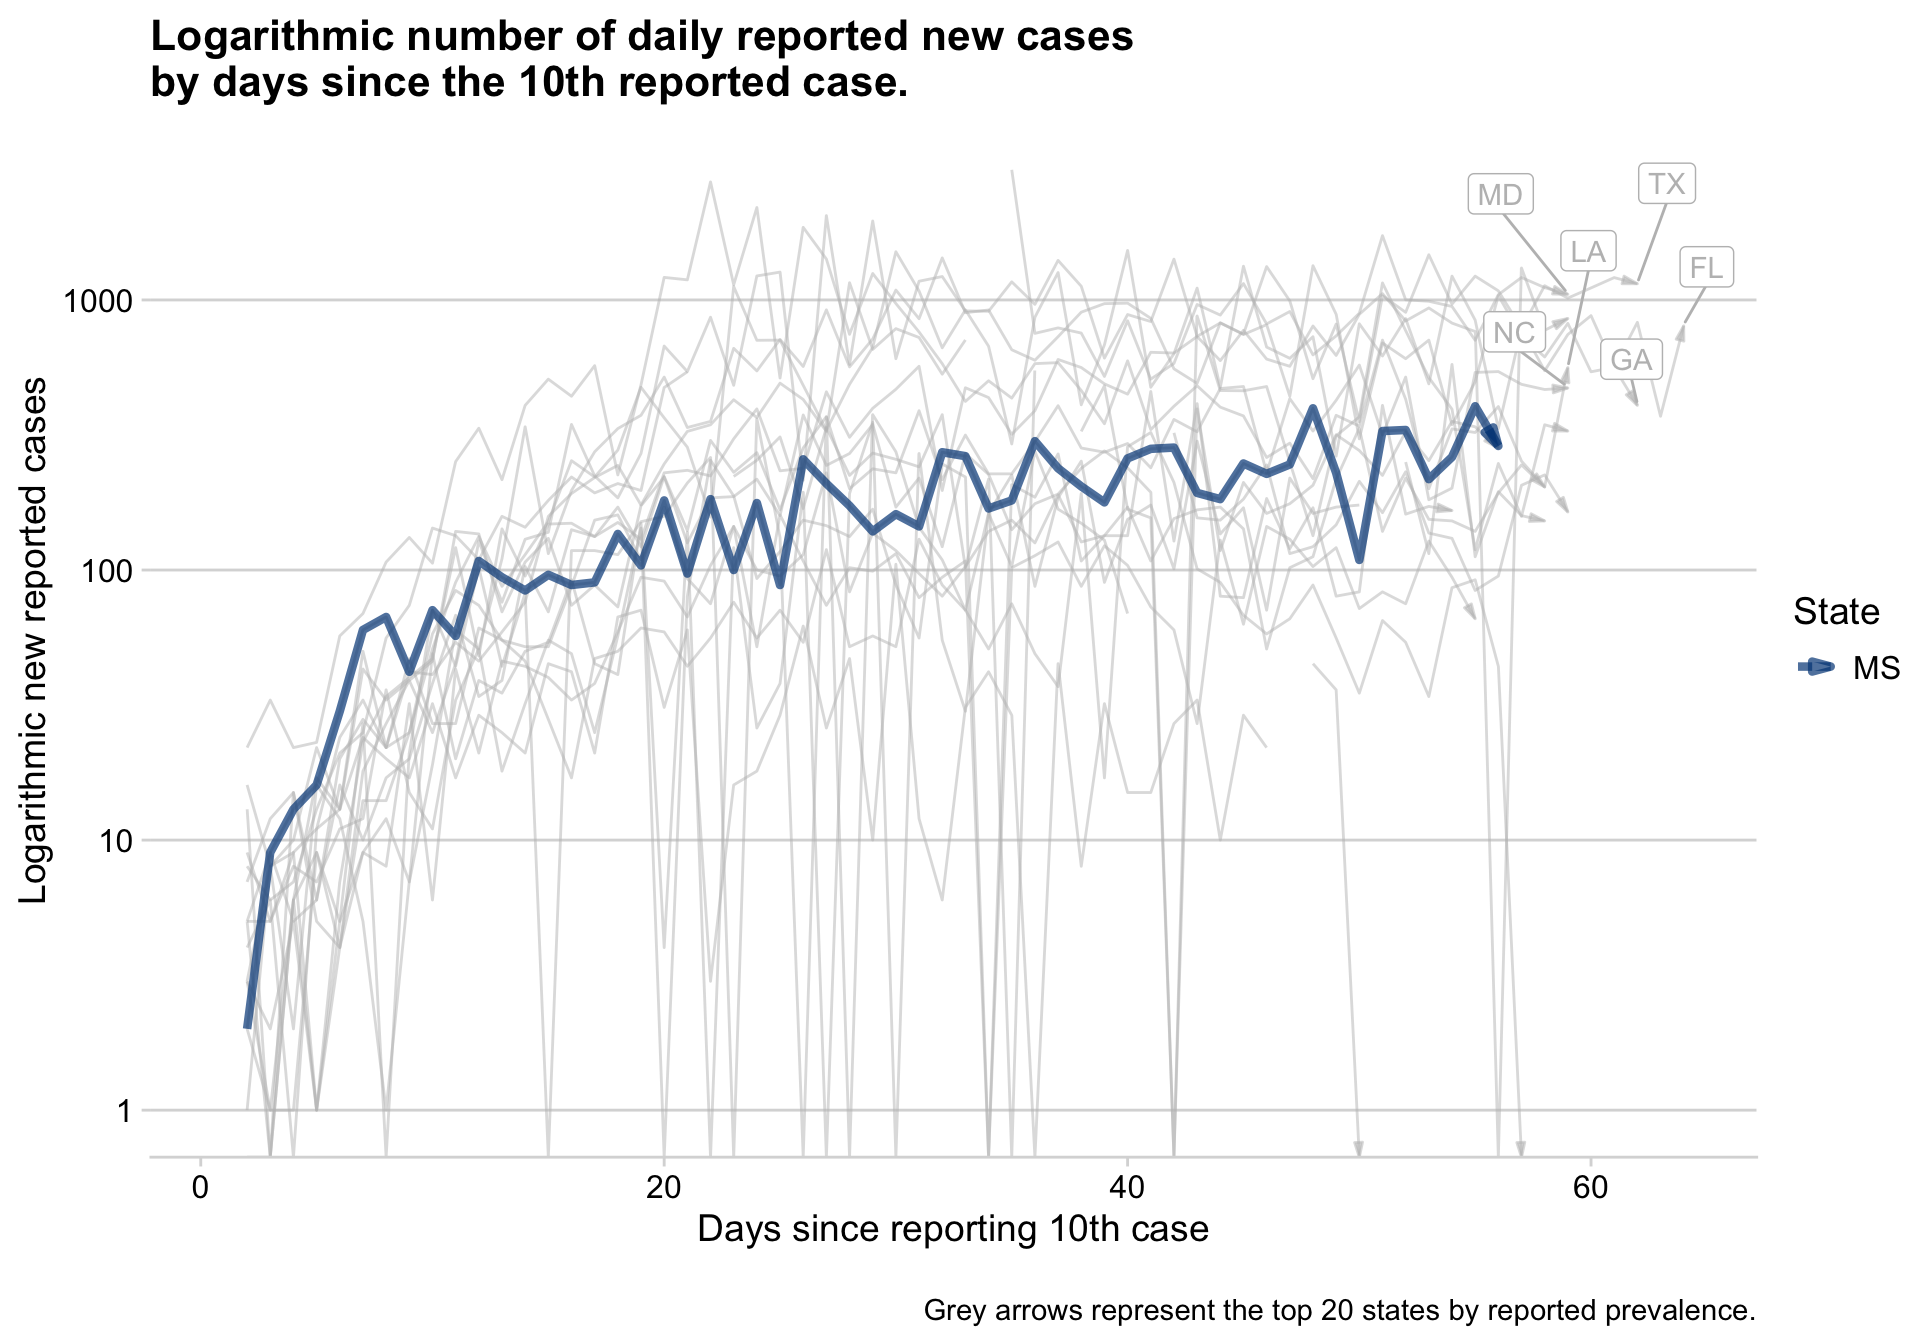 Logarithmic number of daily reported new cases
by days since the 10th reported case.
MD
TX
LA
FL
NC
GA
1000
100
10
1
Logarithmic new reported cases
0
20
40
60
Days since reporting 10th case
State
MS
Grey arrows represent the top 20 states by reported prevalence.